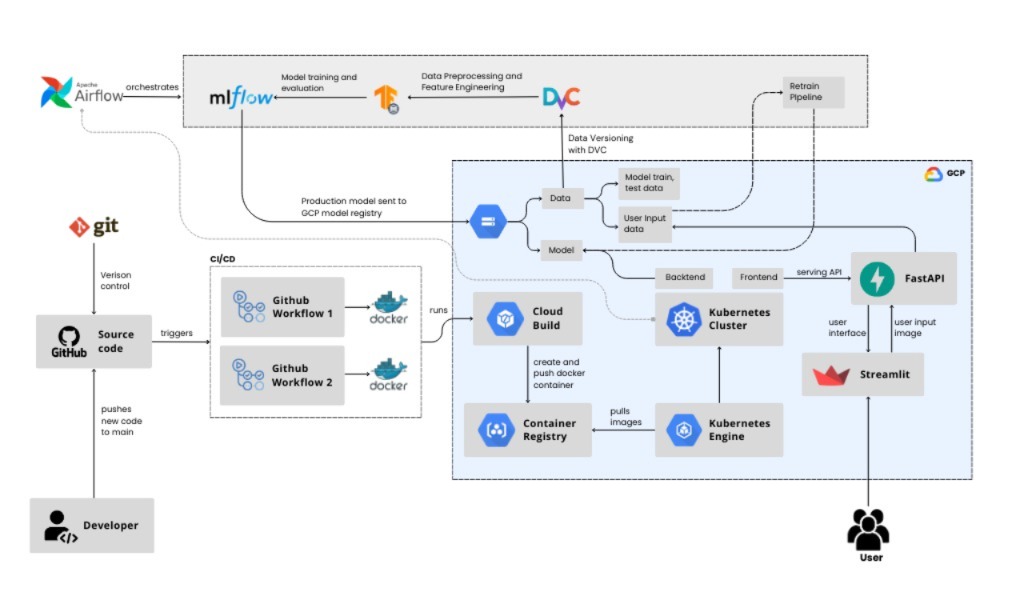 Apache
Airflow
orchestrates
mlflow
Model training and
evaluation
Data Preprocessing and
Feature Engineering
DVC
Retrain
PIpeline
Data Versioning
with DVC
GCP
Production model sent to
GCP model registry
Data
Model train,
test data
User Input
data
Model
Backtend
Frontend
serving API
FastAPI
git
Verison
control
GitHub
Source
code
triggers
CI/CD
Github
Workflow 1
docker
Github
Workflow 2
docker
runs
Cloud
Build
create and
push docker
container
Container
Registry
pulls
images
Kubernetes
Cluster
Kubernetes
Engine
user
interface
user input
image
Streamlit
pushes
new code
to main
Developer
User